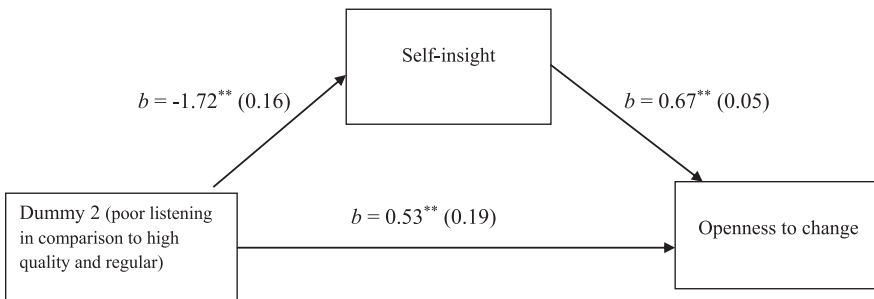 Self-insight
b = -1.72** (0.16)
b = 0.67** (0.05)
Dummy 2 (poor listening
in comparison to high
quality and regular)
b = 0.53** (0.19)
Openness to change